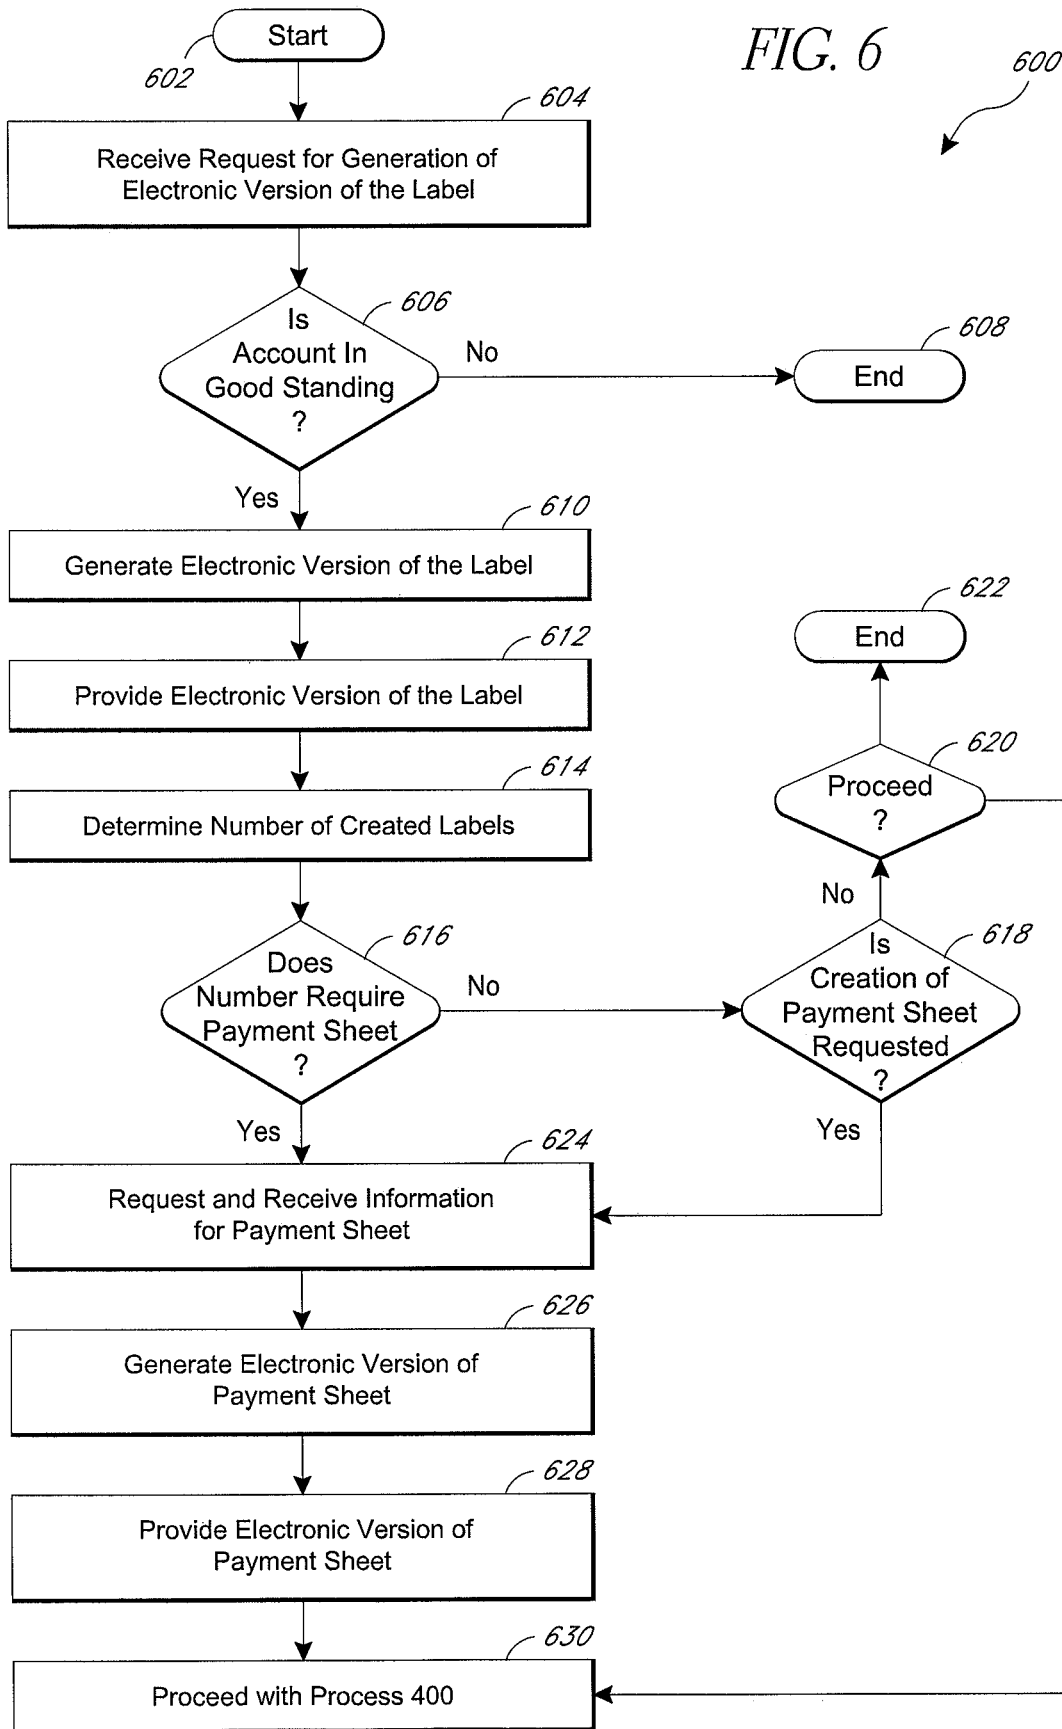 Start
602
FIG. 6
600
604
Receive Request for Generation of
Electronic Version of the Label
606
Is
Account In
Good Standing
?
No
608
End
Yes
610
Generate Electronic Version of the Label
622
End
612
Provide Electronic Version of the Label
620
Proceed
?
614
Determine Number of Created Labels
No
616
Does
Number Require
Payment Sheet
?
No
618
Is
Creation of
Payment Sheet
Requested
?
Yes
Yes
624
Request and Receive Information
for Payment Sheet
626
Generate Electronic Version of
Payment Sheet
628
Provide Electronic Version of
Payment Sheet
630
Proceed with Process 400